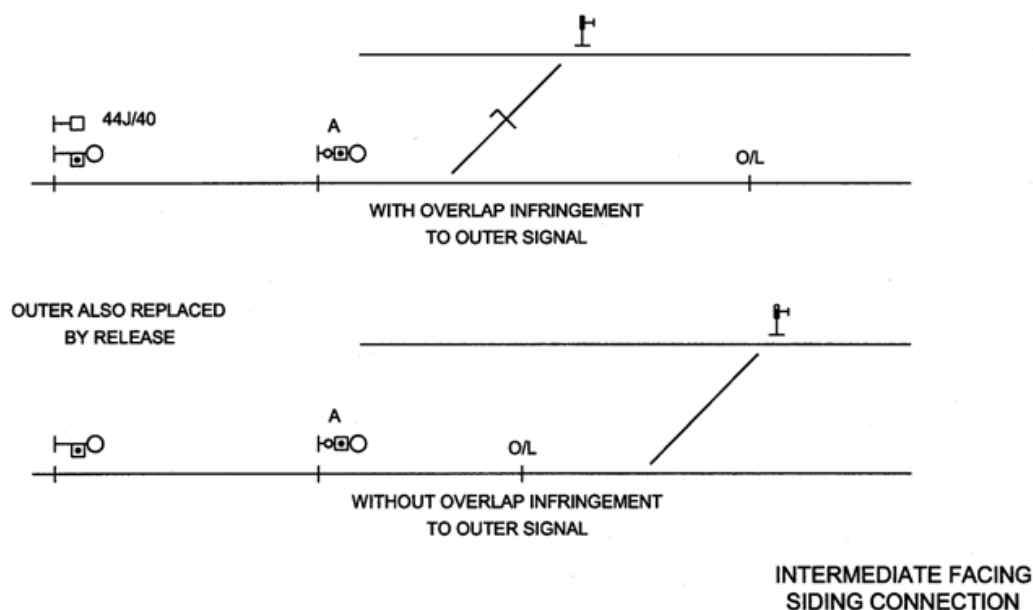 44J/40
A
O/L
WITH OVERLAP INFRINGEMENT
TO OUTER SIGNAL
OUTER ALSO REPLACED
BY RELEASE
A
O/L
WITHOUT OVERLAP INFRINGEMENT
TO OUTER SIGNAL
INTERMEDIATE FACING
SIDING CONNECTION